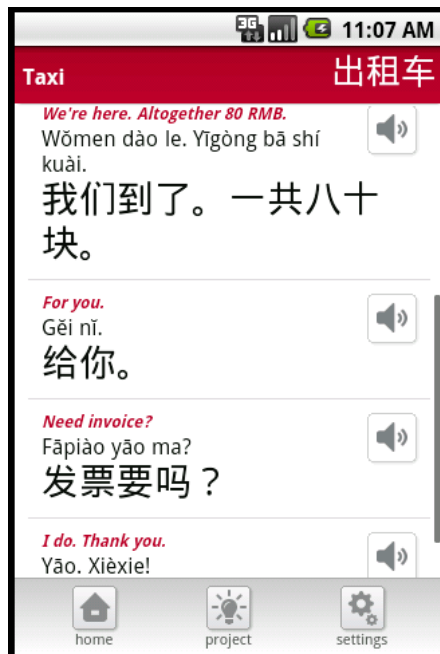 3G 11:07 AM
Taxi 出租车
We're here. Altogether 80 RMB.
Wǒmen dào le. Yīgòng bā shí
kuài.
我们到了。一共八十
块。
For you.
Gěi nǐ.
给你。
Need invoice?
Fāpiào yāo ma?
发票要吗？
I do. Thank you.
Yāo. Xièxie!
home project settings